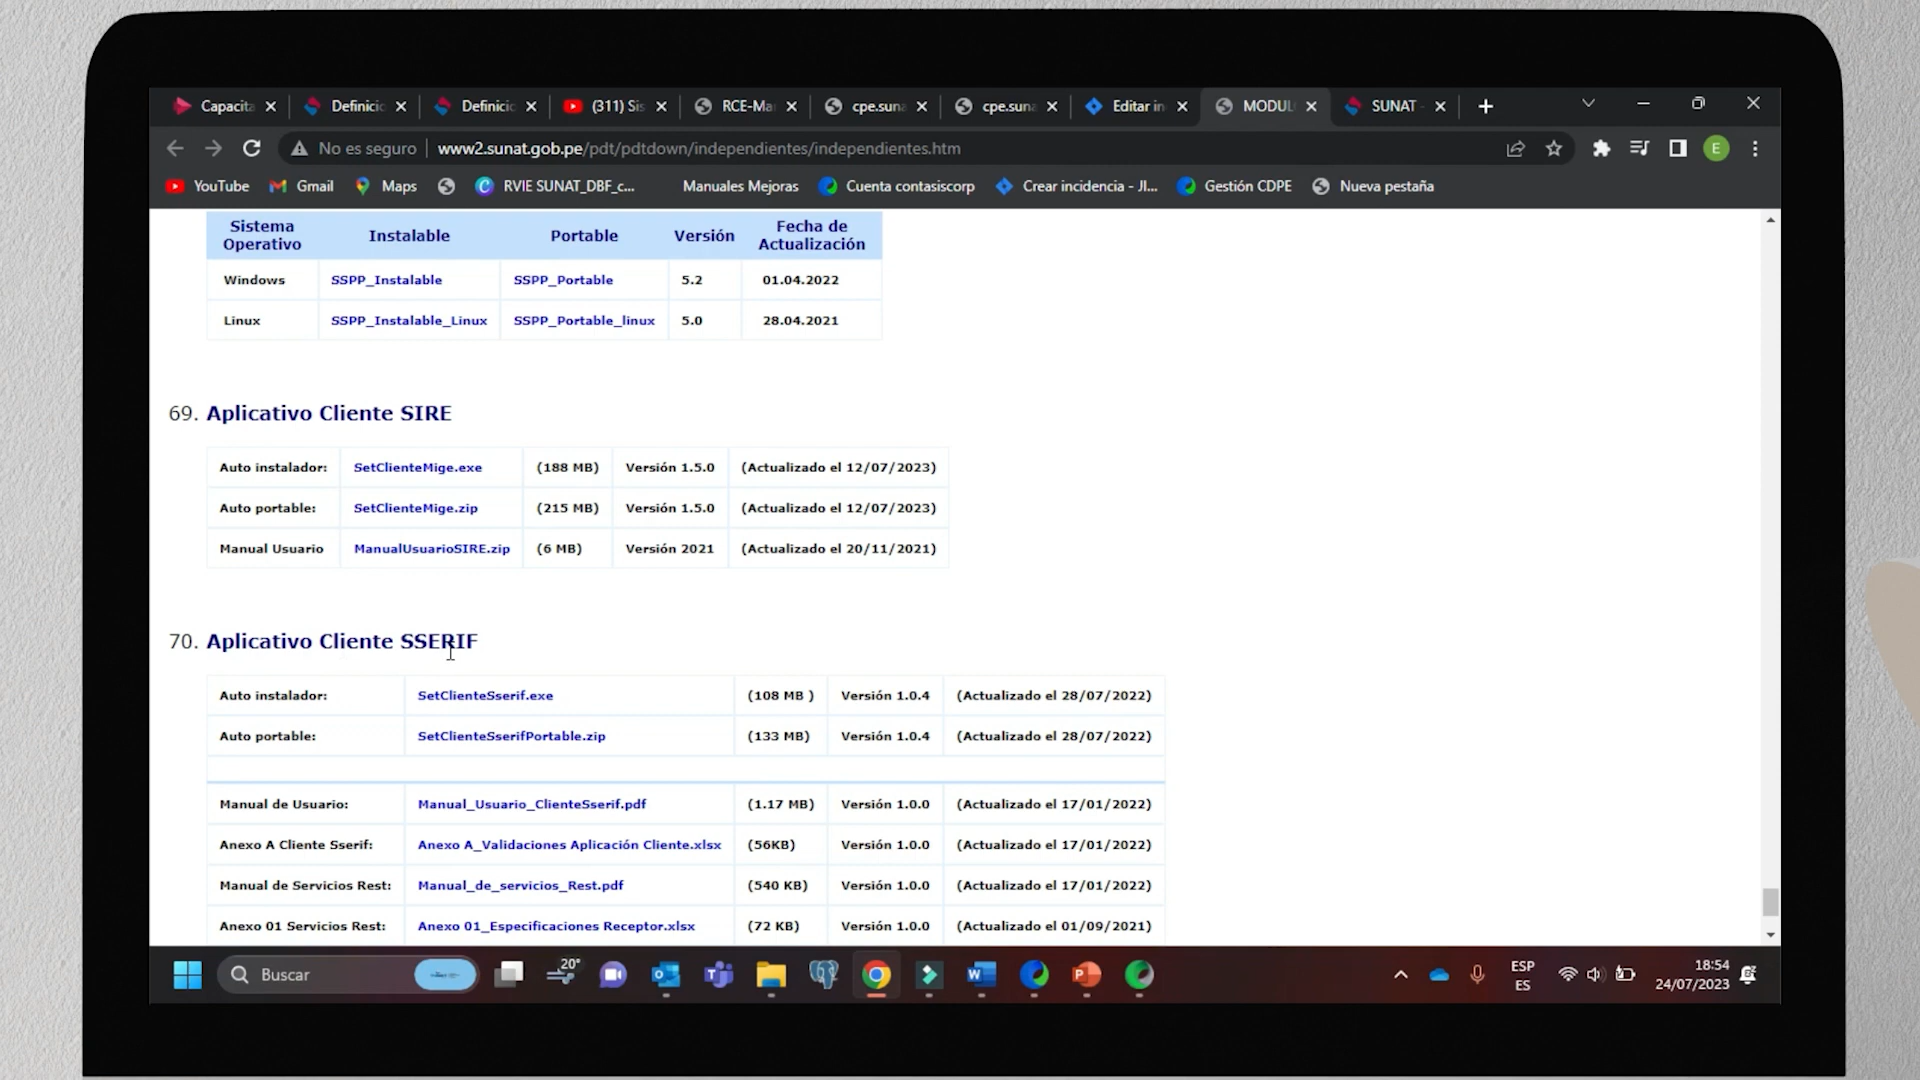 Capacita
Definicio
Definicio
(311) Sis
RCE-Ma
cpe.suna
cpe.suna
Editar in
MODUL
SUNAT -
No es seguro
www2.sunat.gob.pe/pdt/pdtdown/independientes/independientes.htm
E
YouTube
Gmail
Maps
RVIE SUNAT_DBF_c...
Manuales Mejoras
Cuenta contasiscorp
Crear incidencia - JI...
Gestión CDPE
Nueva pestaña
Sistema Operativo Instalable Portable Versión Fecha de Actualización
Windows SSPP_Instalable SSPP_Portable 5.2 01.04.2022
Linux SSPP_Instalable_Linux SSPP_Portable_linux 5.0 28.04.2021
69. Aplicativo Cliente SIRE
Auto instalador: SetClienteMige.exe (188 MB) Versión 1.5.0 (Actualizado el 12/07/2023)
Auto portable: SetClienteMige.zip (215 MB) Versión 1.5.0 (Actualizado el 12/07/2023)
Manual Usuario ManualUsuarioSIRE.zip (6 MB) Versión 2021 (Actualizado el 20/11/2021)
70. Aplicativo Cliente SSERIF
Auto instalador: SetClienteSserif.exe (108 MB ) Versión 1.0.4 (Actualizado el 28/07/2022)
Auto portable: SetClienteSserifPortable.zip (133 MB) Versión 1.0.4 (Actualizado el 28/07/2022)
Manual de Usuario: Manual_Usuario_ClienteSserif.pdf (1.17 MB) Versión 1.0.0 (Actualizado el 17/01/2022)
Anexo A Cliente Sserif: Anexo A_Validaciones Aplicación Cliente.xlsx (56KB) Versión 1.0.0 (Actualizado el 17/01/2022)
Manual de Servicios Rest: Manual_de_servicios_Rest.pdf (540 KB) Versión 1.0.0 (Actualizado el 17/01/2022)
Anexo 01 Servicios Rest: Anexo 01_Especificaciones Receptor.xlsx (72 KB) Versión 1.0.0 (Actualizado el 01/09/2021)
Buscar
20°
ESP
ES
18:54
24/07/2023